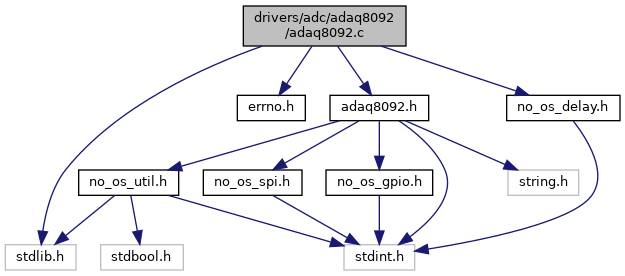 drivers/adc/adaq8092
/adaq8092.c
errno.h
adaq8092.h
no_os_delay.h
no_os_util.h
no_os_spi.h
no_os_gpio.h
string.h
stdlib.h
stdbool.h
stdint.h